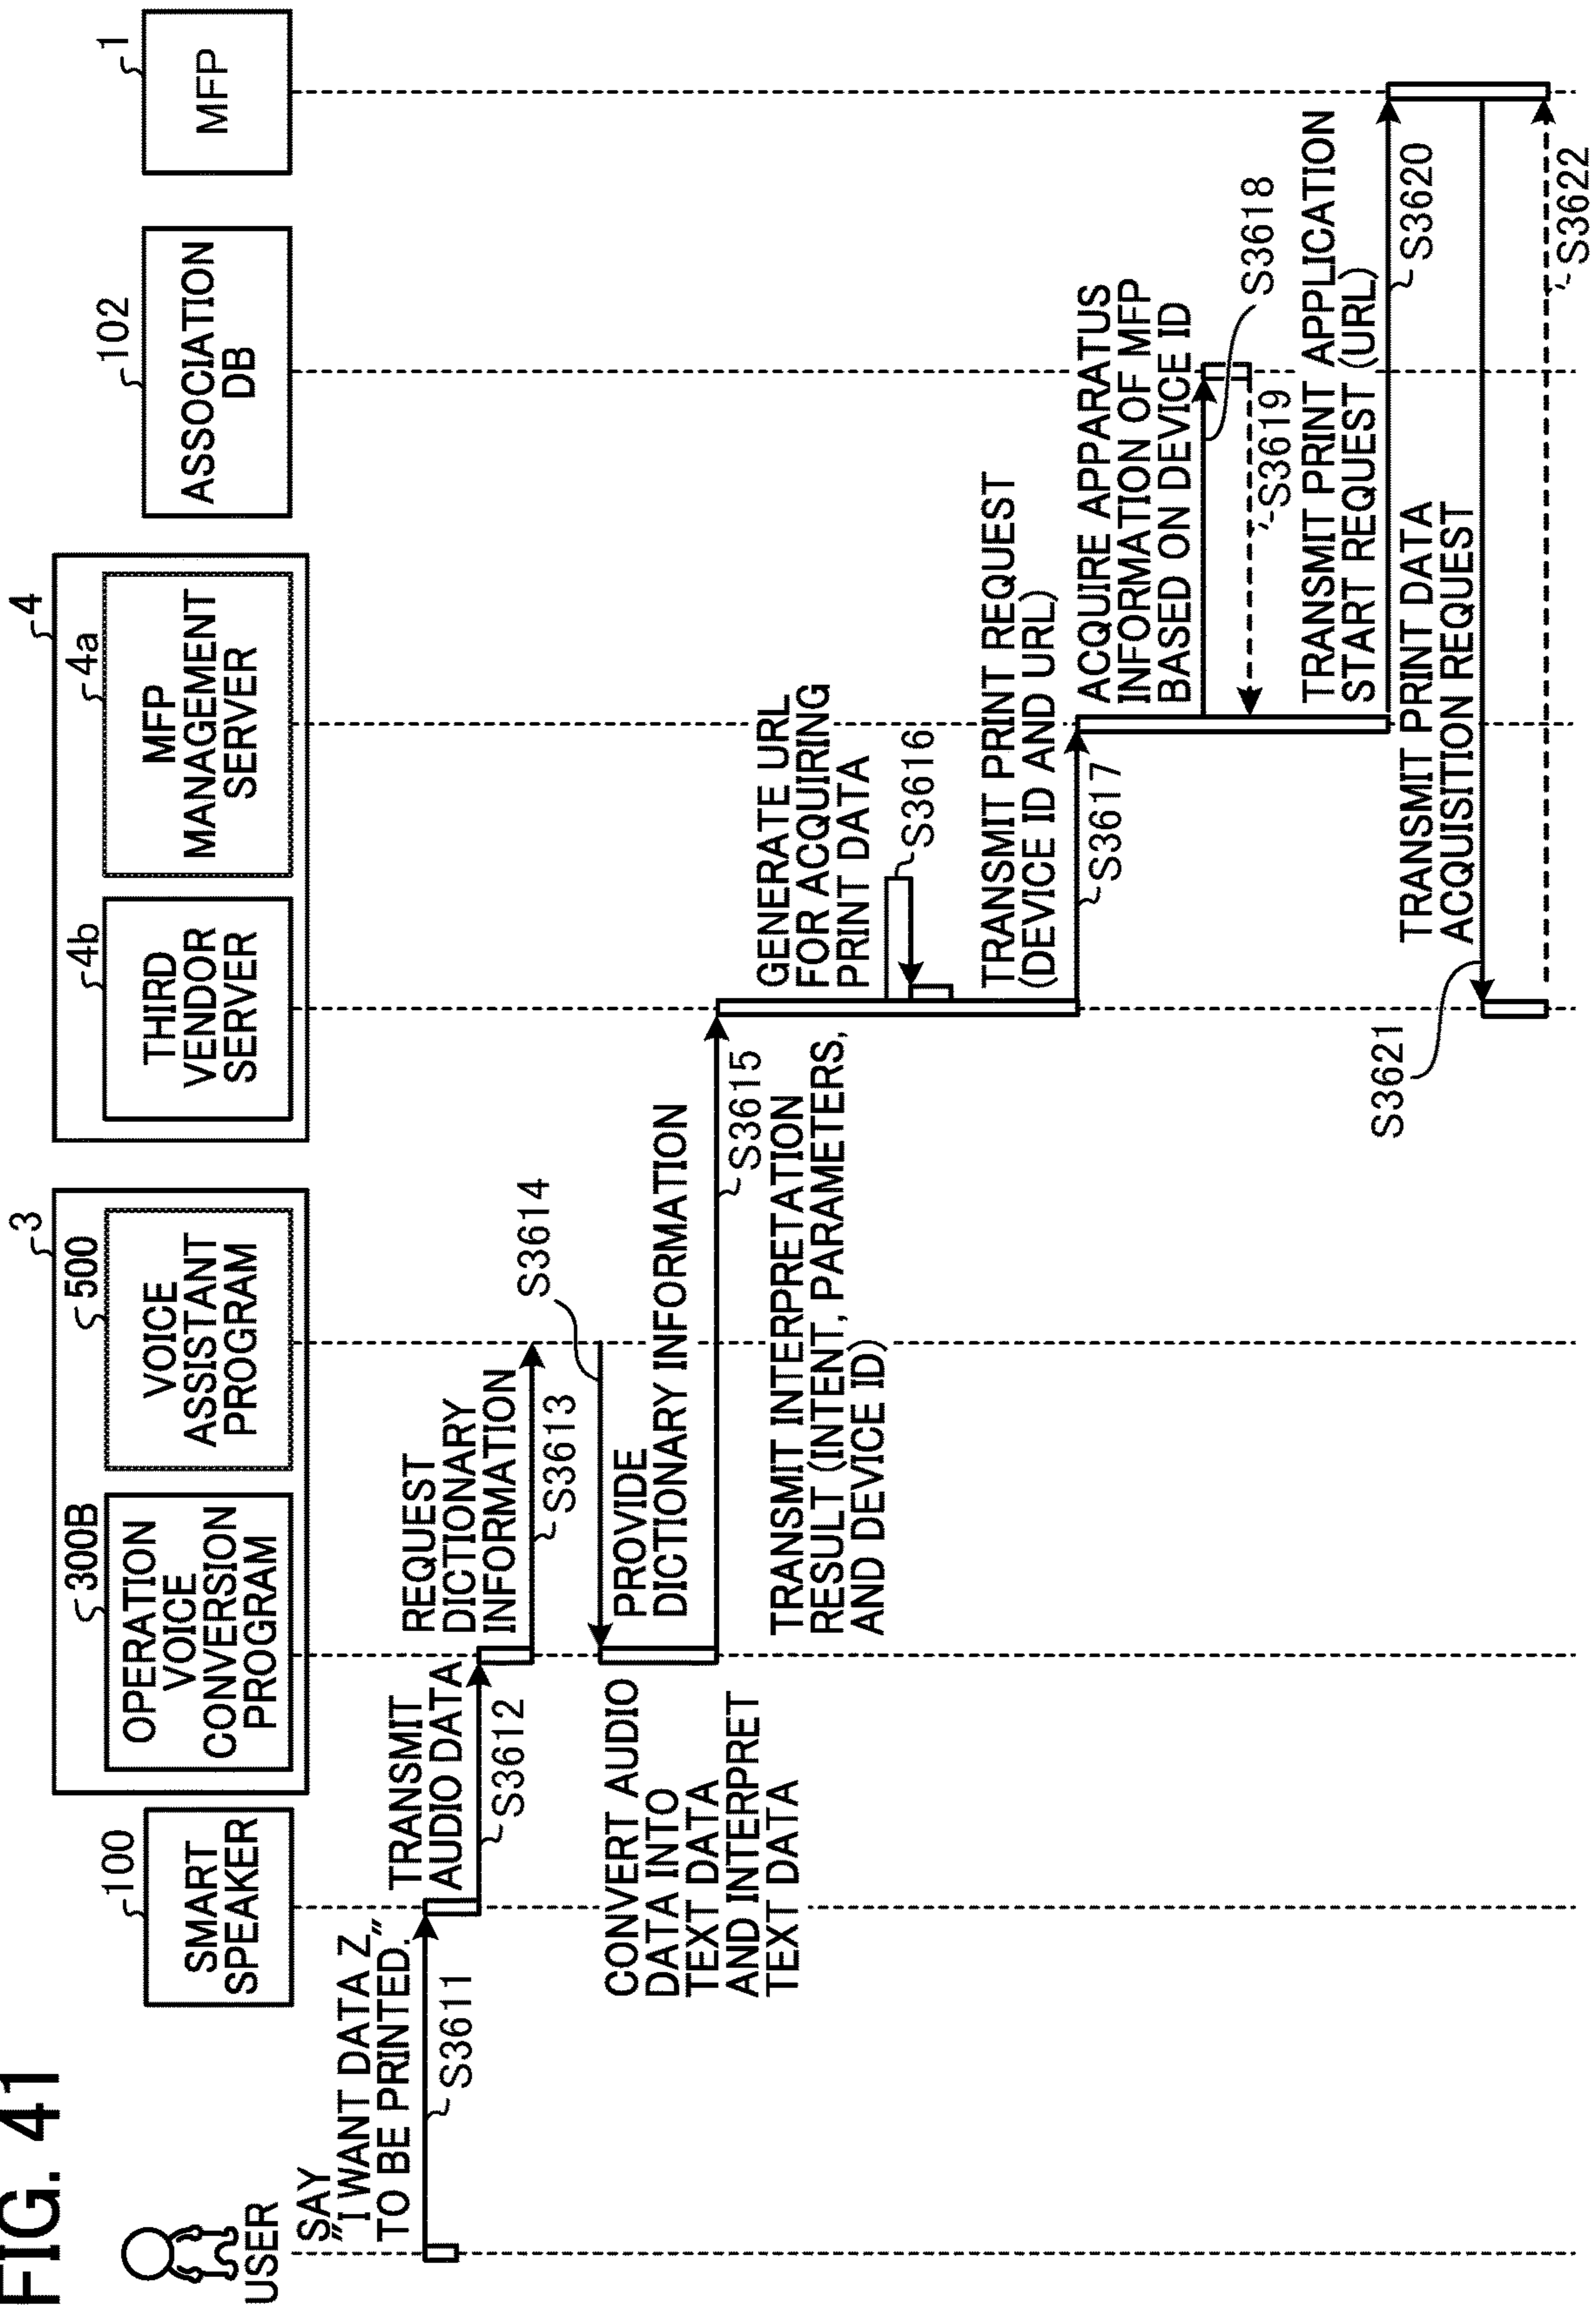 FIG. 41
USER
100
SMART
SPEAKER
3
300B
OPERATION
VOICE
CONVERSION
PROGRAM
500
VOICE
ASSISTANT
PROGRAM
4
4b
THIRD
VENDOR
SERVER
4a
MFP
MANAGEMENT
SERVER
102
ASSOCIATION
DB
1
MFP
SAY
"I WANT DATA Z
TO BE PRINTED."
S3611
TRANSMIT
AUDIO DATA
S3612
REQUEST
DICTIONARY
INFORMATION
S3613
S3614
PROVIDE
DICTIONARY INFORMATION
CONVERT AUDIO
DATA INTO
TEXT DATA
AND INTERPRET
TEXT DATA
S3615
TRANSMIT INTERPRETATION
RESULT (INTENT, PARAMETERS,
AND DEVICE ID)
GENERATE URL
FOR ACQUIRING
PRINT DATA
S3616
TRANSMIT PRINT REQUEST
(DEVICE ID AND URL)
S3617
ACQUIRE APPARATUS
INFORMATION OF MFP
BASED ON DEVICE ID
S3618
S3619
TRANSMIT PRINT APPLICATION
START REQUEST (URL)
S3620
TRANSMIT PRINT DATA
ACQUISITION REQUEST
S3621
S3622